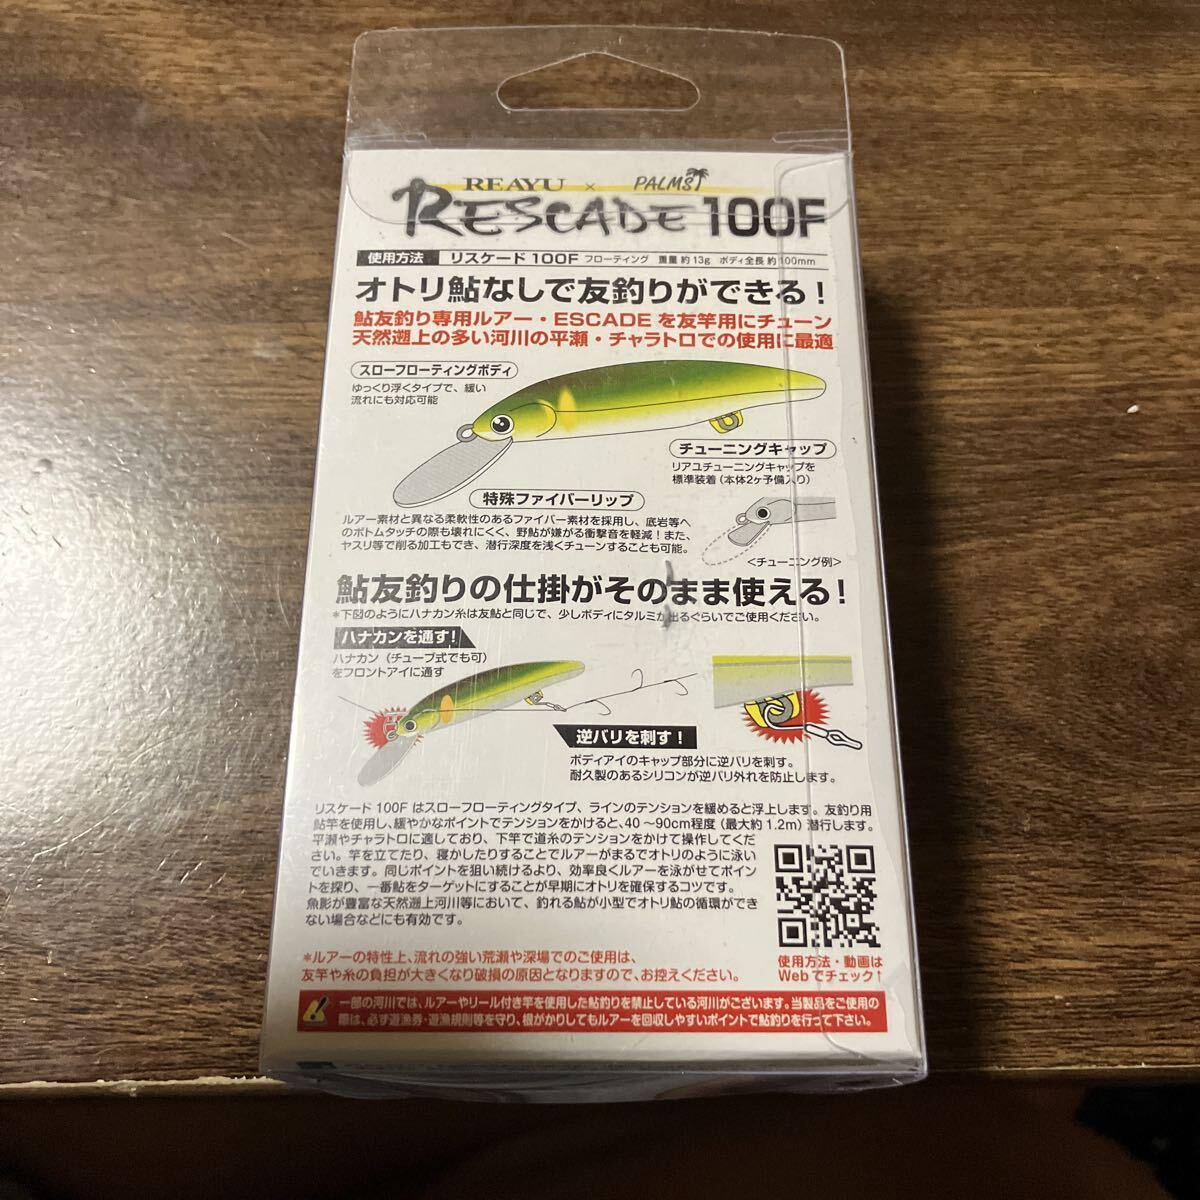 REAYU × PALMS
RESCADE 100F
使用方法 リスケード 100F フローティング 重量 約13g ボディ全長 約100mm
オトリ鮎なしで友釣りができる！
鮎友釣り専用ルアー・ESCADE を友竿用にチューン
天然遡上の多い河川の平瀬・チャラトロでの使用に最適
スローフローティングボディ
ゆっくり浮くタイプで、緩い
流れにも対応可能
チューニングキャップ
リアユチューニングキャップを
標準装着（本体2ヶ予備入り）
特殊ファイバーリップ
ルアー素材と異なる柔軟性のあるファイバー素材を採用し、底岩等へ
のボトムタッチの際も壊れにくく、野鮎が嫌がる衝撃音を軽減！また、
ヤスリ等で削る加工もでき、潜行深度を浅くチューンすることも可能。
＜チューニング例＞
鮎友釣りの仕掛がそのまま使える！
*下図のようにハナカン糸は友鮎と同じで、少しボディにタルミが出るぐらいでご使用ください。
ハナカンを通す！
ハナカン（チューブ式でも可）
をフロントアイに通す
逆バリを刺す！
ボディアイのキャップ部分に逆バリを刺す。
耐久製のあるシリコンが逆バリ外れを防止します。
リスケード 100F はスローフローティングタイプ、ラインのテンションを緩めると浮上します。友釣り用
鮎竿を使用し、緩やかなポイントでテンションをかけると、40～90cm程度（最大約1.2m）潜行します。
平瀬やチャラトロに適しており、下竿で道糸のテンションをかけて操作してくだ
さい。竿を立てたり、寝かしたりすることでルアーがまるでオトリのように泳い
でいきます。同じポイントを狙い続けるより、効率良くルアーを泳がせてポイン
トを探り、一番鮎をターゲットにすることが早期にオトリを確保するコツです。
魚影が豊富な天然遡上河川等において、釣れる鮎が小型でオトリ鮎の循環ができ
ない場合などにも有効です。
使用方法・動画は
Webでチェック↑
*ルアーの特性上、流れの強い荒瀬や深場でのご使用は、
友竿や糸の負担が大きくなり破損の原因となりますので、お控えください。
一部の河川では、ルアーやリール付き竿を使用した鮎釣りを禁止している河川がございます。当製品をご使用の
際は、必ず遊漁券・遊漁規則等を守り、根がかりしてもルアーを回収しやすいポイントで鮎釣りを行って下さい。